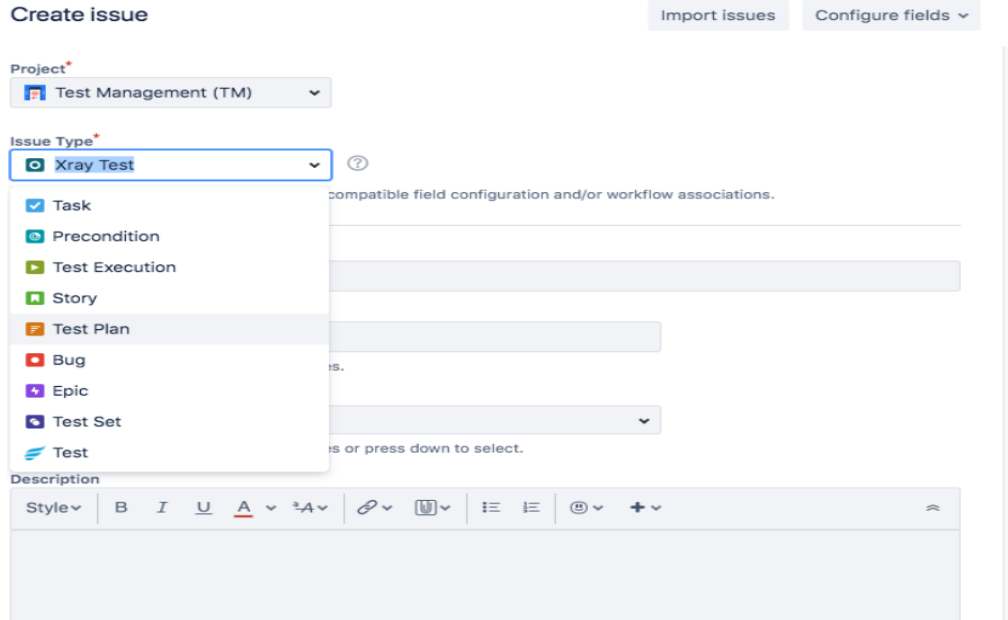 Create issue
Import issues
Configure fields
Project*
Test Management (TM)
Issue Type*
Xray Test
compatible field configuration and/or workflow associations.
Task
Precondition
Test Execution
Story
Test Plan
Bug
es.
Epic
Test Set
Test
es or press down to select.
Description
Style B I U A A